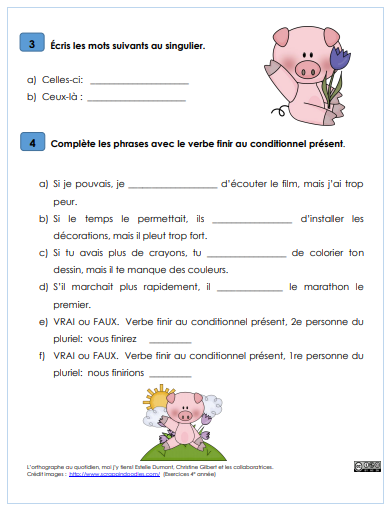 3 Écris les mots suivants au singulier.
a) Celles-ci: ____________________
b) Ceux-là : ____________________
4 Complète les phrases avec le verbe finir au conditionnel présent.
a) Si je pouvais, je __________________ d'écouter le film, mais j'ai trop
peur.
b) Si le temps le permettait, ils ________________ d'installer les
décorations, mais il pleut trop fort.
c) Si tu avais plus de crayons, tu ________________ de colorier ton
dessin, mais il te manque des couleurs.
d) S'il marchait plus rapidement, il _____________ le marathon le
premier.
e) VRAI ou FAUX. Verbe finir au conditionnel présent, 2e personne du
pluriel: vous finirez ________
f) VRAI ou FAUX. Verbe finir au conditionnel présent, 1re personne du
pluriel: nous finirions ________
L'orthographe au quotidien, moi j'y tiens! Estelle Dumont, Christine Gilbert et les collaboratrices.
Crédit images : http://www.scrappindoodles.com/ (Exercices 4e année)